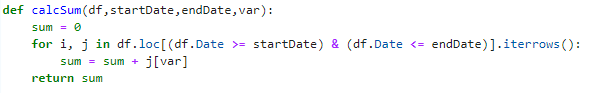 def calcSum(df,startDate,endDate,var):
    sum = 0
    for i, j in df.loc[(df.Date >= startDate) & (df.Date <= endDate)].iterrows():
        sum = sum + j[var]
    return sum